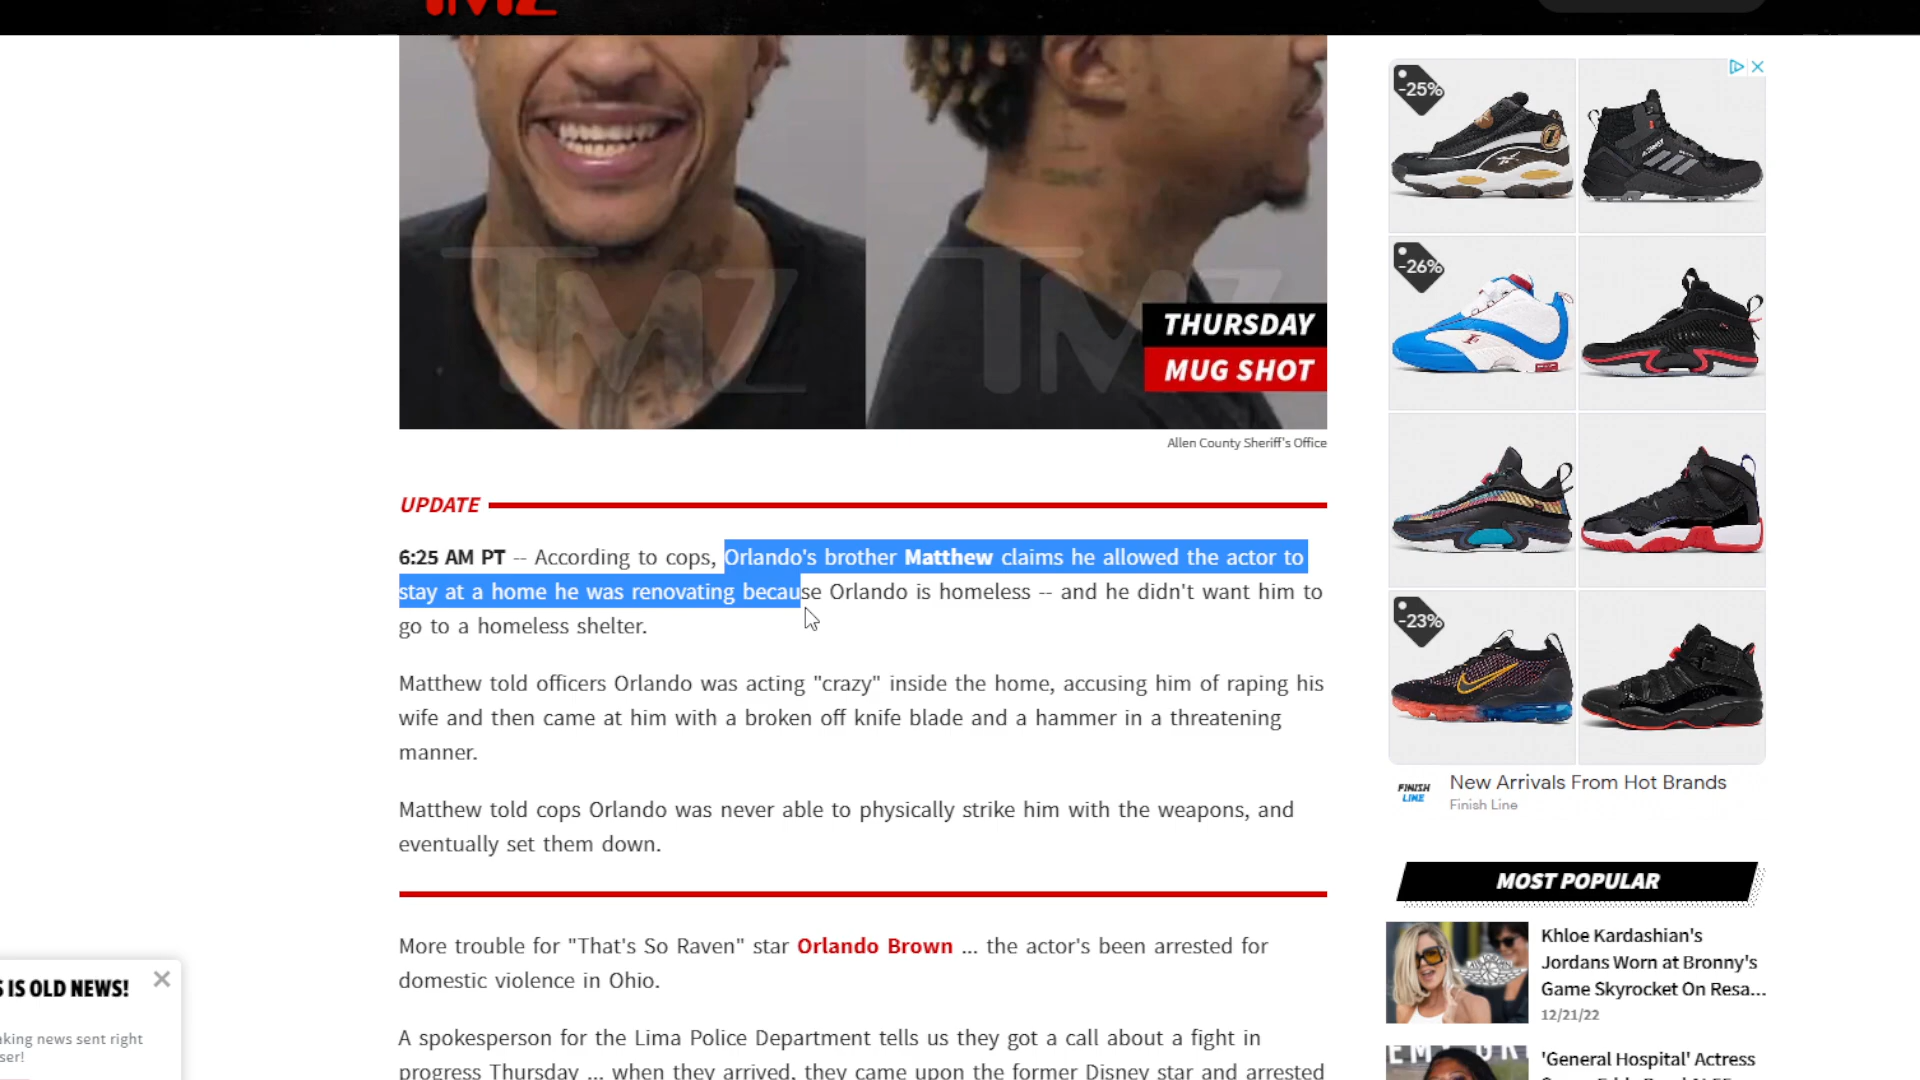 TMZ
-25%
-26%
TMZ
THURSDAY
MUG SHOT
Allen County Sheriff's Office
UPDATE
6:25 AM PT -- According to cops, Orlando's brother Matthew claims he allowed the actor to
stay at a home he was renovating because Orlando is homeless -- and he didn't want him to
go to a homeless shelter.
-23%
Matthew told officers Orlando was acting "crazy" inside the home, accusing him of raping his
wife and then came at him with a broken off knife blade and a hammer in a threatening
manner.
Matthew told cops Orlando was never able to physically strike him with the weapons, and
eventually set them down.
FINISH
LINE
New Arrivals From Hot Brands
Finish Line
MOST POPULAR
More trouble for "That's So Raven" star Orlando Brown ... the actor's been arrested for
domestic violence in Ohio.
Khloe Kardashian's
Jordans Worn at Bronny's
Game Skyrocket On Resa...
12/21/22
IS OLD NEWS!
aking news sent right
ser!
A spokesperson for the Lima Police Department tells us they got a call about a fight in
progress Thursday ... when they arrived, they came upon the former Disney star and arrested
'General Hospital' Actress